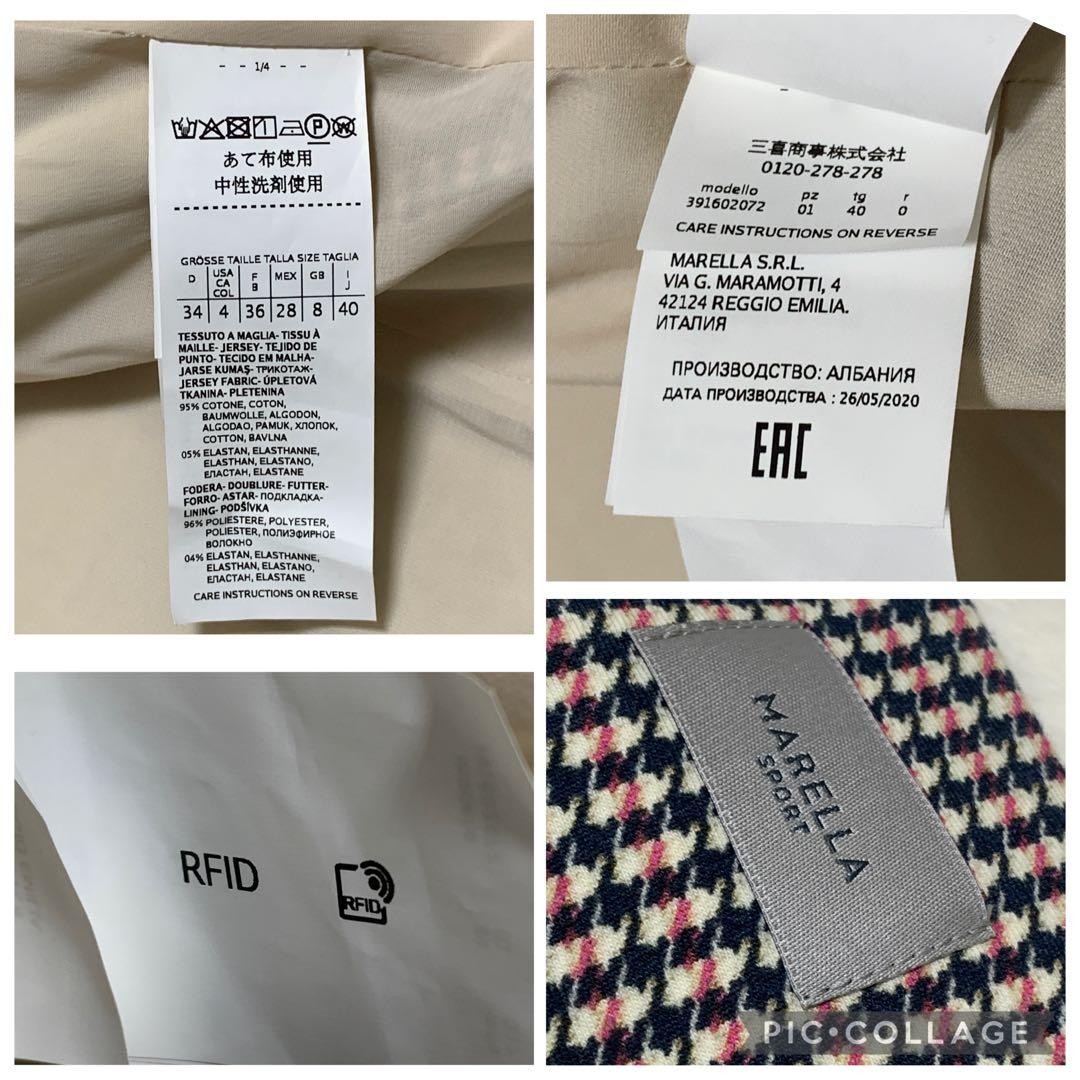 - - 1/4 - -
あて布使用
中性洗剤使用
GRÖSSE TAILLE TALLA SIZE TAGLIA
D USA CA COL F B MEX GB I J
34 4 36 28 8 40
TESSUTO A MAGLIA- TISSU À
MAILLE- JERSEY- TEJIDO DE
PUNTO- TECIDO EM MALHA-
JARSE KUMAŞ- ТРИКОТАЖ-
JERSEY FABRIC- ÚPLETOVÁ
TKANINA- PLETENINA
95% COTONE, COTON,
BAUMWOLLE, ALGODON,
ALGODAO, PAMUK, ХЛОПОК,
COTTON, BAVLNA
05% ELASTAN, ELASTHANNE,
ELASTHAN, ELASTANO,
ЕЛАСТАН, ELASTANE
FODERA- DOUBLURE- FUTTER-
FORRO- ASTAR- ПОДКЛАДКА-
LINING- PODŠÍVKA
96% POLIESTERE, POLYESTER,
POLIESTER, ПОЛИЭФИРНОЕ
ВОЛОКНО
04% ELASTAN, ELASTHANNE,
ELASTHAN, ELASTANO,
ЕЛАСТАН, ELASTANE
CARE INSTRUCTIONS ON REVERSE
三喜商事株式会社
0120-278-278
modello pz tg r
391602072 01 40 0
CARE INSTRUCTIONS ON REVERSE
MARELLA S.R.L.
VIA G. MARAMOTTI, 4
42124 REGGIO EMILIA.
ИТАЛИЯ
ПРОИЗВОДСТВО: АЛБАНИЯ
ДАТА ПРОИЗВОДСТВА : 26/05/2020
EAC
RFID
RFID
MARELLA
SPORT
PIC•COLLAGE